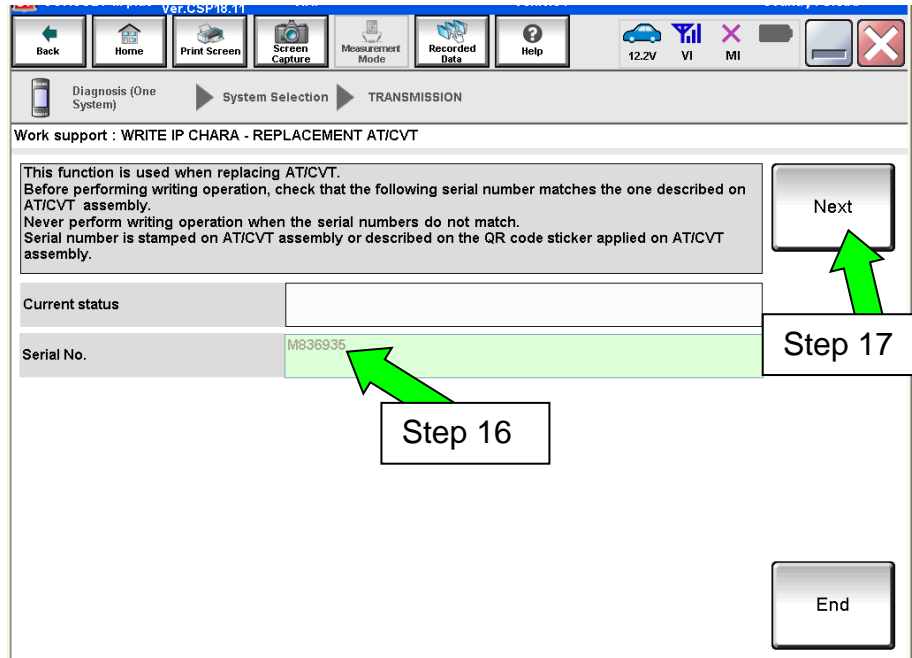 Ver.CSP18.11
Back
Home
Print Screen
Screen
Capture
Measurement
Mode
Recorded
Data
Help
12.2V
VI
MI
Diagnosis (One
System)
System Selection
TRANSMISSION
Work support : WRITE IP CHARA - REPLACEMENT AT/CVT
This function is used when replacing AT/CVT.
Before performing writing operation, check that the following serial number matches the one described on
AT/CVT assembly.
Never perform writing operation when the serial numbers do not match.
Serial number is stamped on AT/CVT assembly or described on the QR code sticker applied on AT/CVT
assembly.
Next
Current status
Step 17
Serial No.
M836935
Step 16
End